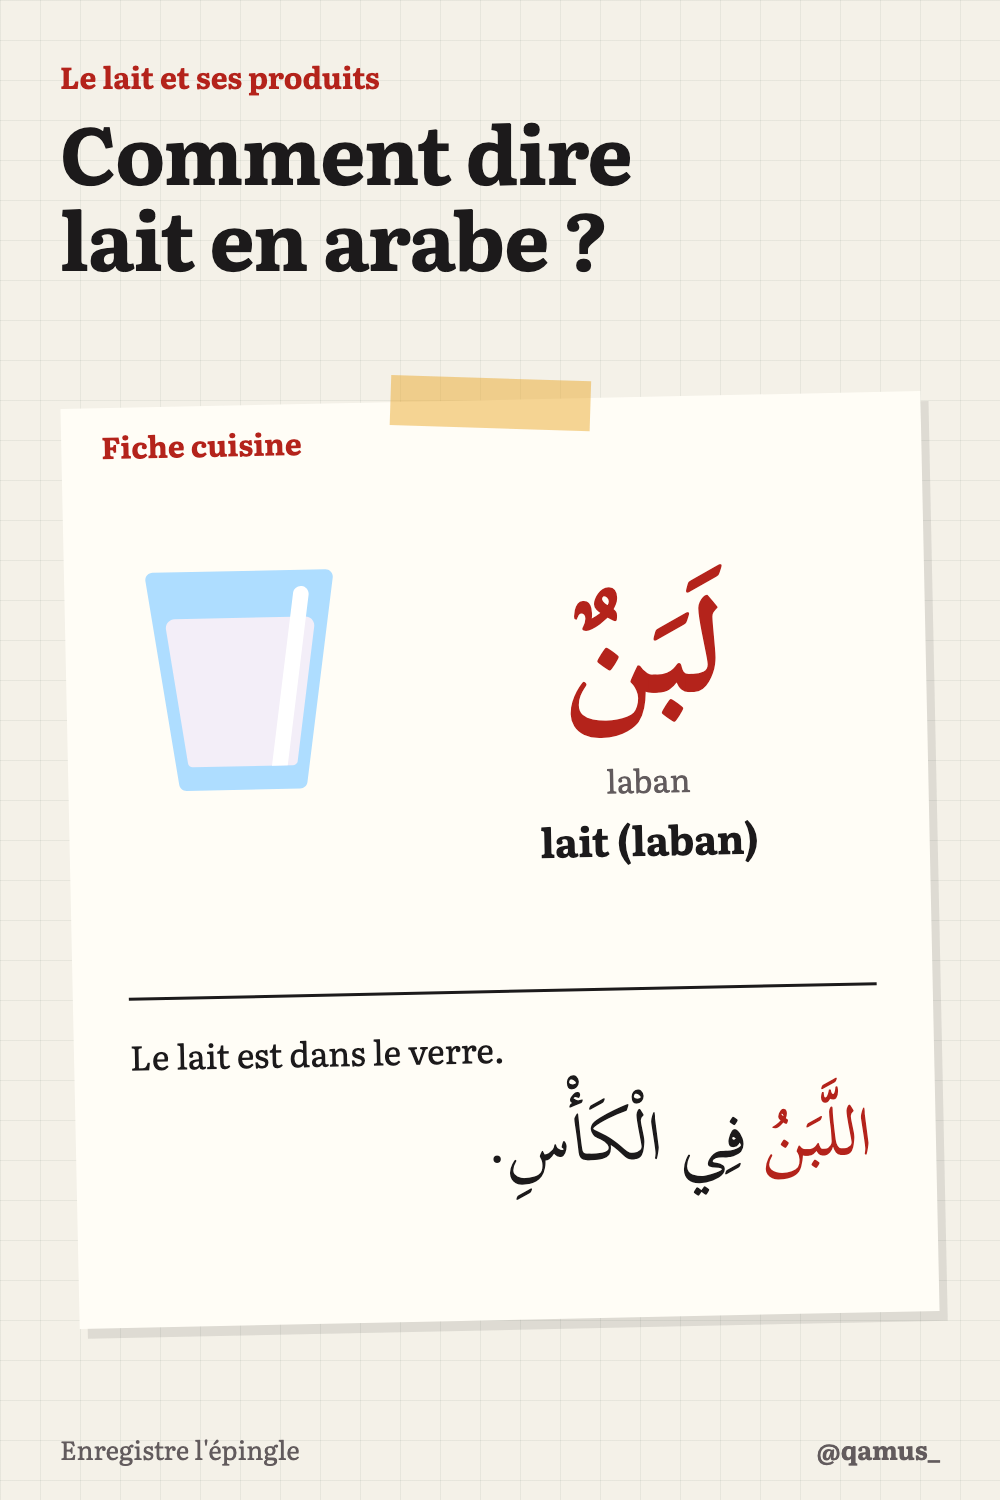 Le lait et ses produits
Comment dire
lait en arabe ?
Fiche cuisine
لَبَنٌ
laban
lait (laban)
Le lait est dans le verre.
اللَّبَنُ فِي الْكَأْسِ.
Enregistre l'épingle
@qamus_